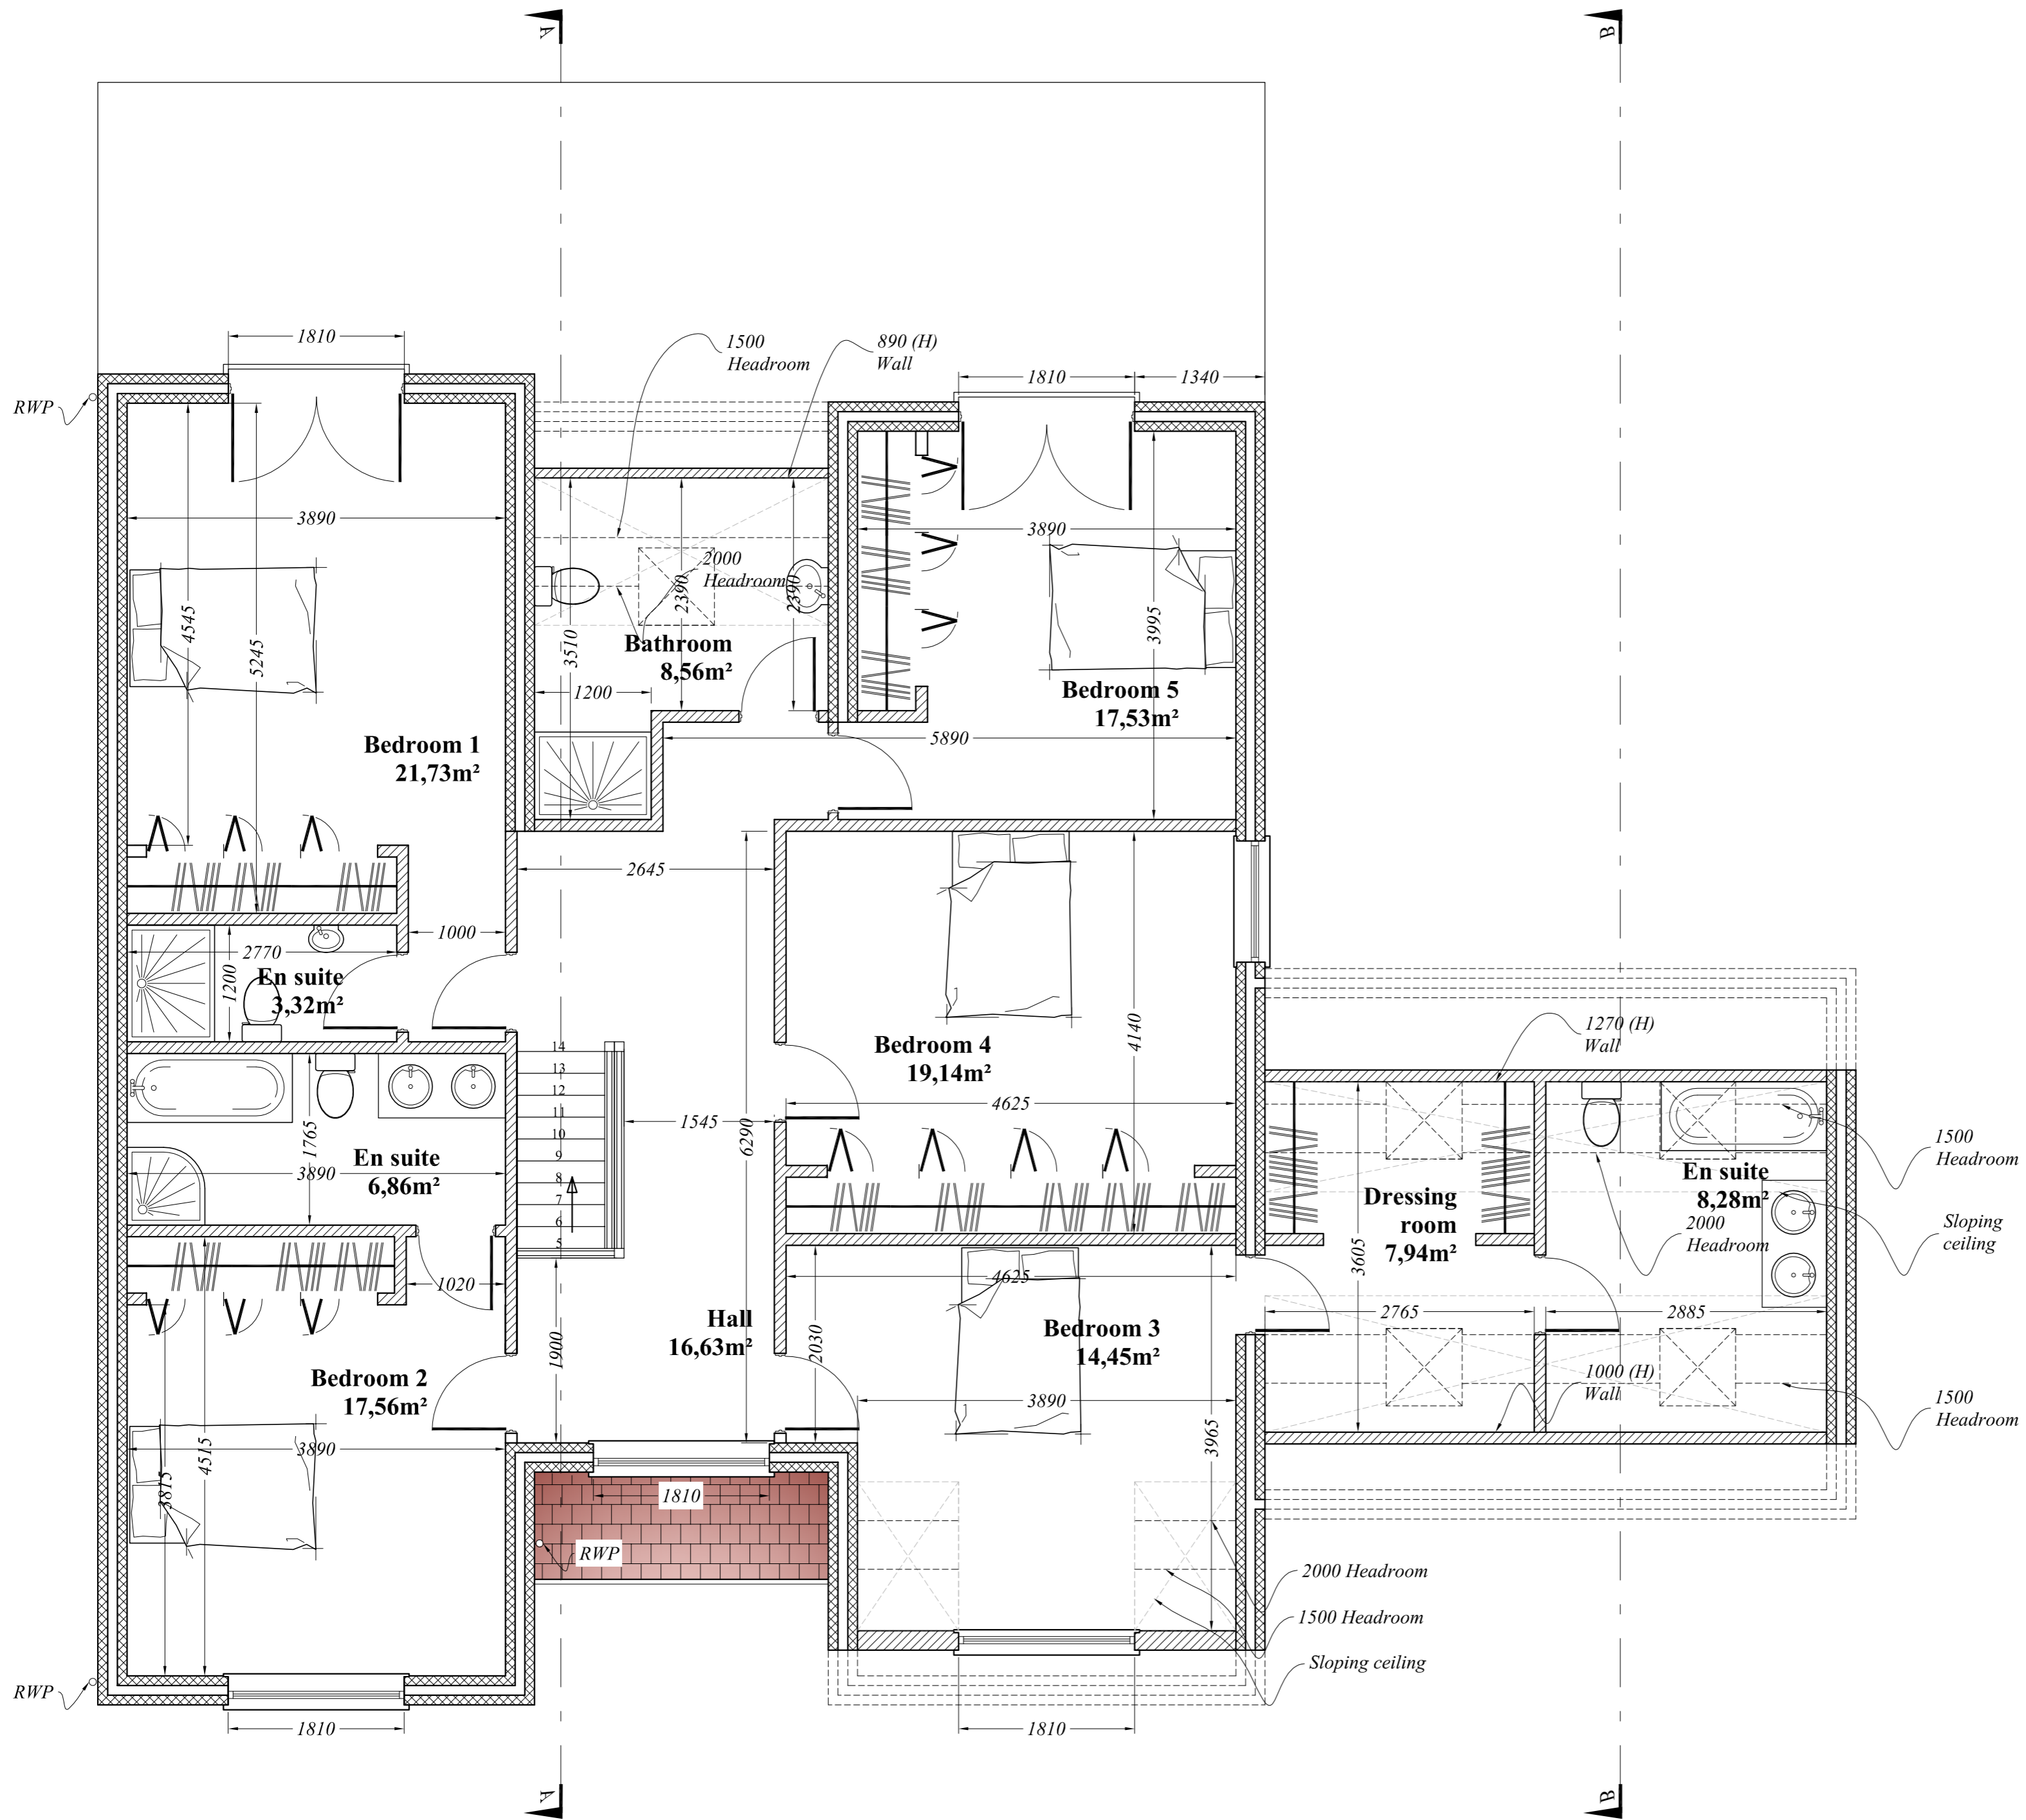 A
B
1810
1500
Headroom
890 (H)
Wall
1810
1340
RWP
3890
3890
2000
Headroom
4545
5245
3510
2390
2390
3995
Bathroom
8,56m²
1200
Bedroom 5
17,53m²
5890
Bedroom 1
21,73m²
2645
1000
2770
1200
En suite
3,32m²
14
13
12
11
10
9
8
7
6
5
1545
6290
Bedroom 4
19,14m²
4140
4625
1270 (H)
Wall
1500
Headroom
1765
En suite
6,86m²
3890
Dressing
room
7,94m²
3605
En suite
8,28m²
2000
Headroom
Sloping
ceiling
1020
4625
2765
2885
1900
Hall
16,63m²
2030
Bedroom 3
14,45m²
Bedroom 2
17,56m²
1000 (H)
Wall
1500
Headroom
3890
3890
3815
4515
3965
1810
RWP
2000 Headroom
1500 Headroom
Sloping ceiling
RWP
1810
1810
A
B